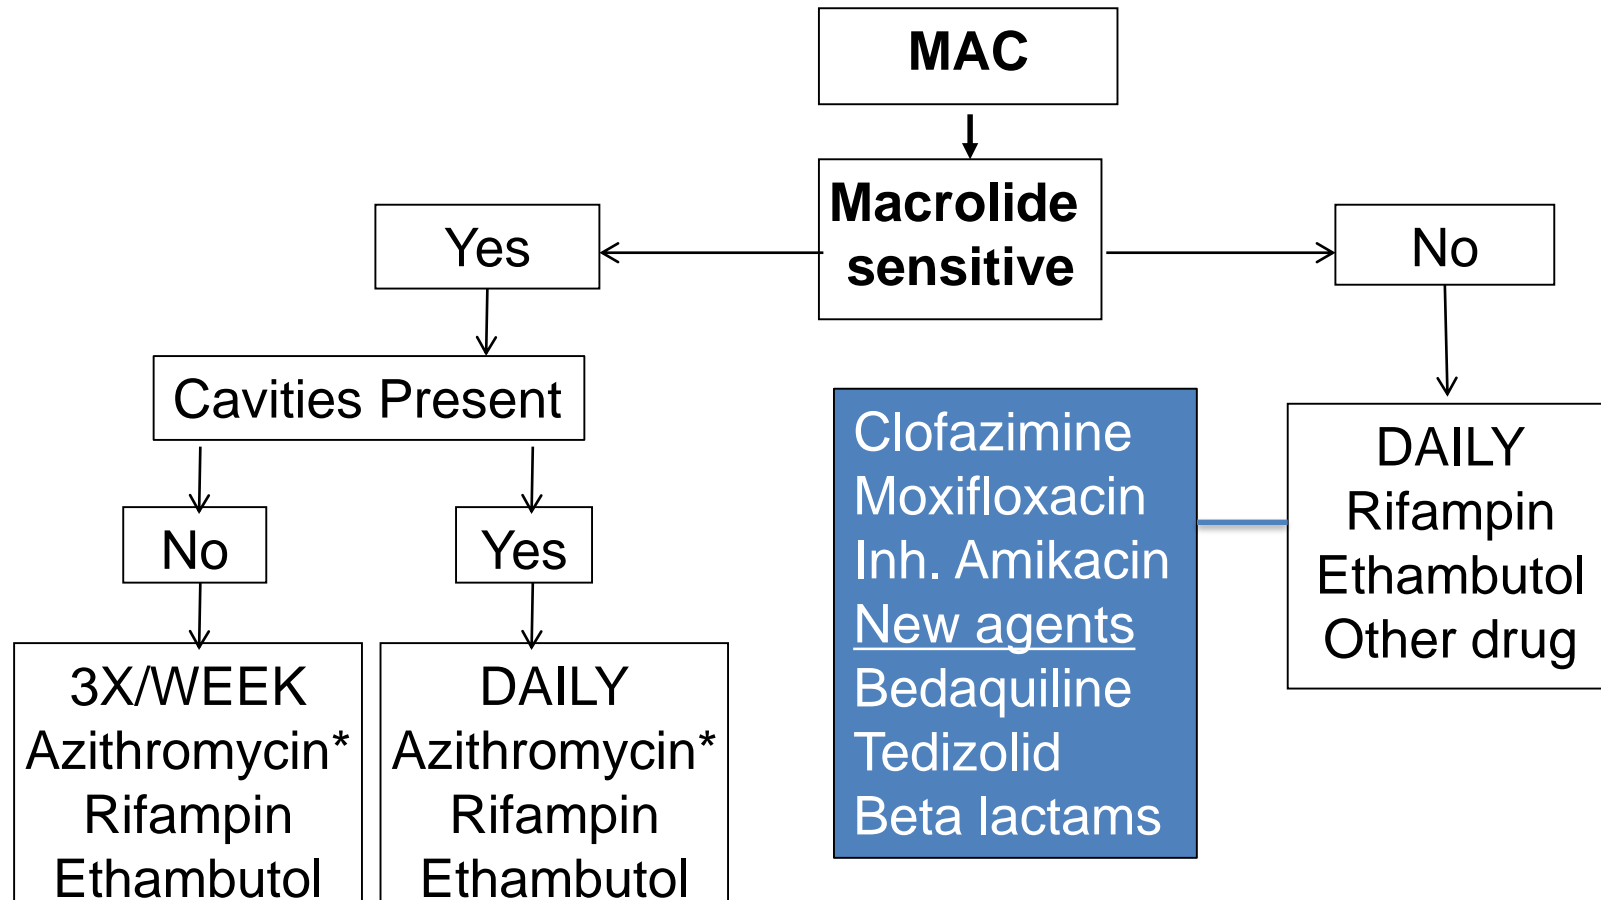 MAC
Macrolide
sensitive
Yes
No
Cavities Present
No
Yes
3X/WEEK
Azithromycin*
Rifampin
Ethambutol
DAILY
Azithromycin*
Rifampin
Ethambutol
Clofazimine
Moxifloxacin
Inh. Amikacin
New agents
Bedaquiline
Tedizolid
Beta lactams
DAILY
Rifampin
Ethambutol
Other drug